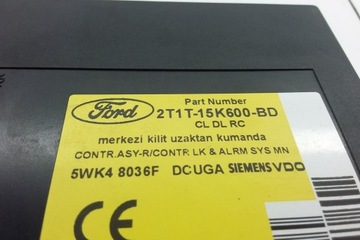 Ford
Part Number
2T1T-15K600-BD
CL DL RC
merkezi kilit uzaktan kumanda
CONTR.ASY-R/CONTR LK & ALRM SYS MN
5WK4 8036F DCUGA SIEMENS VDO
CE